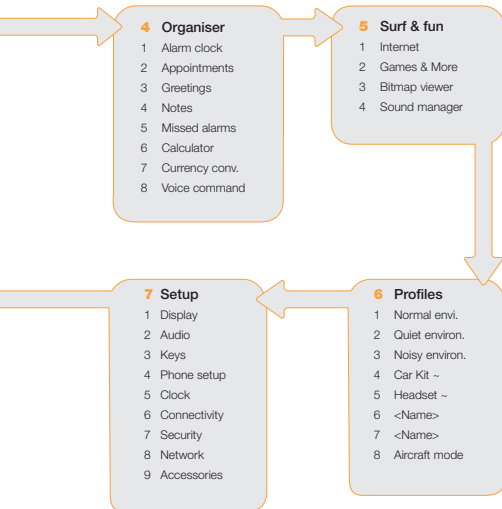 4 Organiser
1 Alarm clock
2 Appointments
3 Greetings
4 Notes
5 Missed alarms
6 Calculator
7 Currency conv.
8 Voice command
5 Surf & fun
1 Internet
2 Games & More
3 Bitmap viewer
4 Sound manager
6 Profiles
1 Normal envi.
2 Quiet environ.
3 Noisy environ.
4 Car Kit ~
5 Headset ~
6 <Name>
7 <Name>
8 Aircraft mode
7 Setup
1 Display
2 Audio
3 Keys
4 Phone setup
5 Clock
6 Connectivity
7 Security
8 Network
9 Accessories